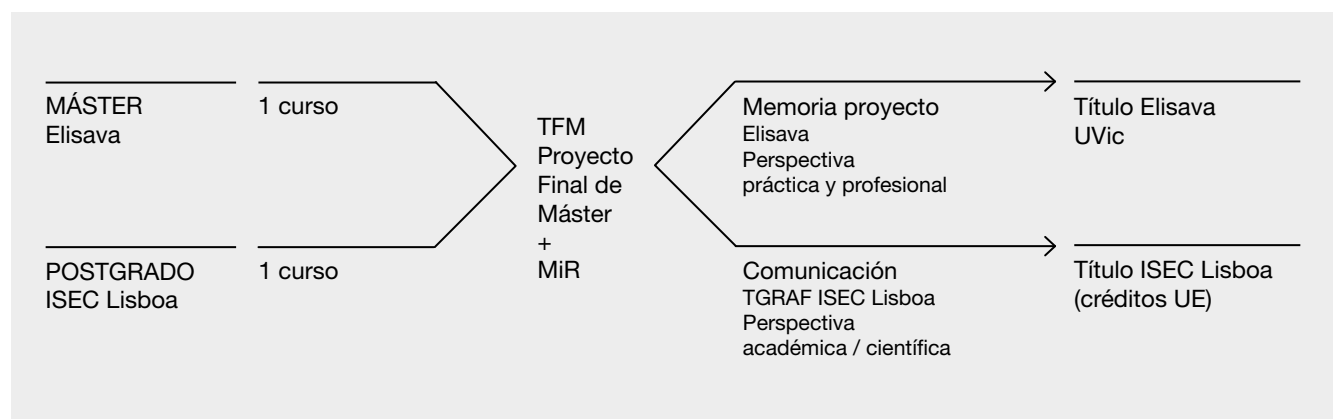 MÁSTER
Elisava
1 curso
POSTGRADO
ISEC Lisboa
1 curso
TFM
Proyecto
Final de
Máster
+
MiR
Memoria proyecto
Elisava
Perspectiva
práctica y profesional
Título Elisava
UVic
Comunicación
TGRAF ISEC Lisboa
Perspectiva
académica / científica
Título ISEC Lisboa
(créditos UE)